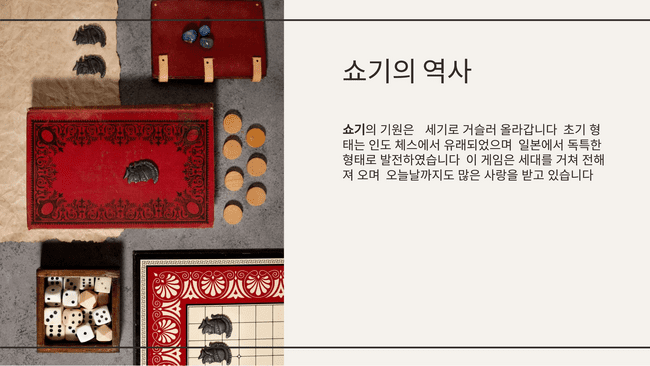 쇼기의 역사
쇼기의 기원은 세기로 거슬러 올라갑니다 초기 형
태는 인도 체스에서 유래되었으며 일본에서 독특한
형태로 발전하였습니다 이 게임은 세대를 거쳐 전해
져 오며 오늘날까지도 많은 사랑을 받고 있습니다